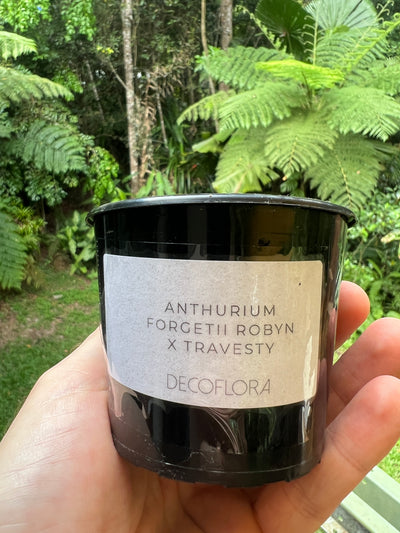 ANTHURIUM
FORGETII ROBYN
X TRAVESTY
DECOFLORA